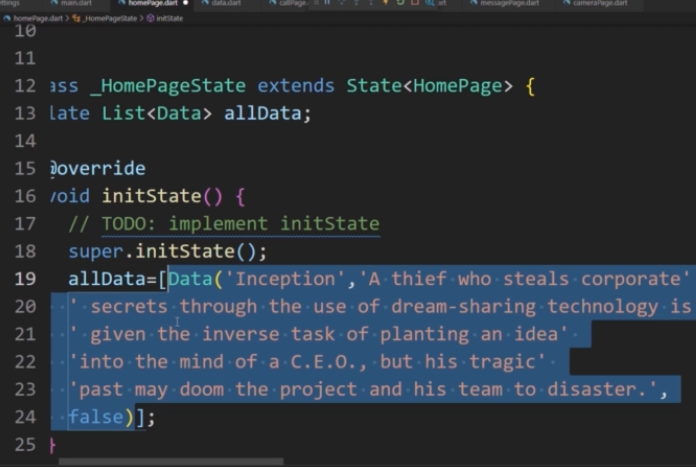 main.dart homePage.dart data.dart messagePage.dart cameraPage.dart
homePage.dart > _HomePageState > initState
10
11
12 ass _HomePageState extends State<HomePage> {
13 late List<Data> allData;
14
15 @override
16 void initState() {
17 // TODO: implement initState
18 super.initState();
19 allData=[Data('Inception','A thief who steals corporate'
20 ' secrets through the use of dream-sharing technology is
21 ' given the inverse task of planting an idea'
22 'into the mind of a C.E.O., but his tragic'
23 'past may doom the project and his team to disaster.',
24 false)];
25 }